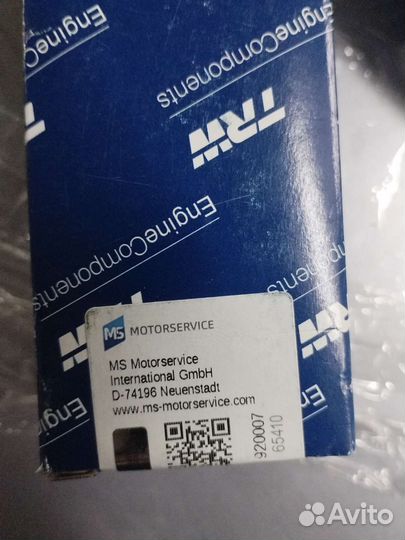 EngineComponents
TRW
EngineComponents
EngineComponents
MS MOTORSERVICE
MS Motorservice
International GmbH
D-74196 Neuenstadt
www.ms-motorservice.com
920007
65410
Avito